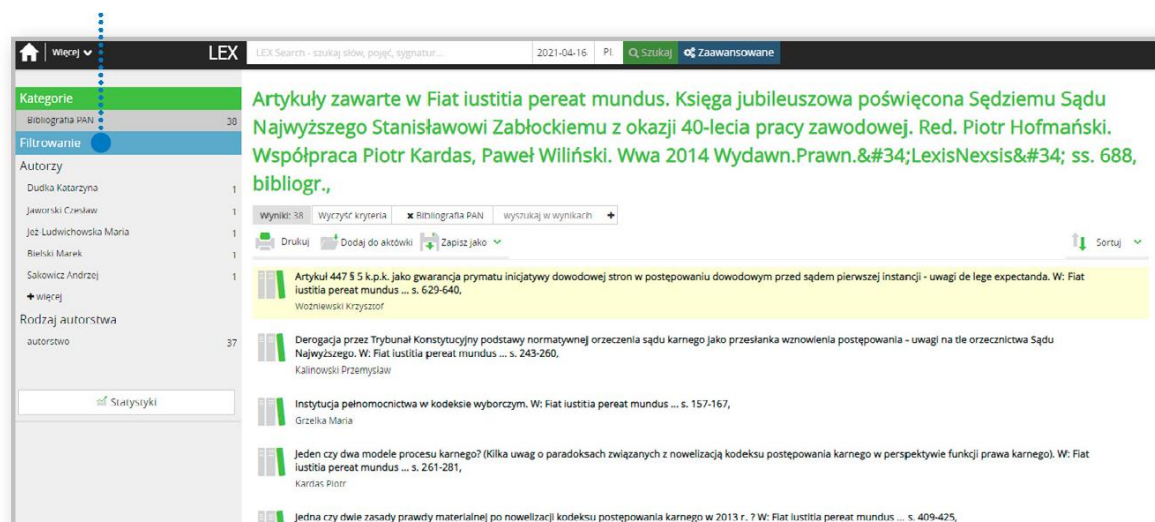 Więcej
LEX
LEX Search - szukaj słów, pojęć, sygnatur...
2021-04-16
PL
Szukaj
Zaawansowane
Kategorie
Bibliografia PAN 38
Filtrowanie
Autorzy
Dudka Katarzyna 1
Jaworski Czesław 1
Jeż-Ludwichowska Maria 1
Bielski Marek 1
Sakowicz Andrzej 1
+ więcej
Rodzaj autorstwa
autorstwo 37
Statystyki
Artykuły zawarte w Fiat iustitia pereat mundus. Księga jubileuszowa poświęcona Sędziemu Sądu
Najwyższego Stanisławowi Zabłockiemu z okazji 40-lecia pracy zawodowej. Red. Piotr Hofmański.
Współpraca Piotr Kardas, Paweł Wiliński. Wwa 2014 Wydawn.Prawn.&#34;LexisNexsis&#34; ss. 688,
bibliogr.,
Wyniki: 38 Wyczyść kryteria x Bibliografia PAN wyszukaj w wynikach +
Drukuj Dodaj do aktówki Zapisz jako Sortuj
Artykuł 447 § 5 k.p.k. jako gwarancja prymatu inicjatywy dowodowej stron w postępowaniu dowodowym przed sądem pierwszej instancji - uwagi de lege expectanda. W: Fiat
iustitia pereat mundus ... s. 629-640,
Woźniewski Krzysztof
Derogacja przez Trybunał Konstytucyjny podstawy normatywnej orzeczenia sądu karnego jako przesłanka wznowienia postępowania - uwagi na tle orzecznictwa Sądu
Najwyższego. W: Fiat iustitia pereat mundus ... s. 243-260,
Kalinowski Przemysław
Instytucja pełnomocnictwa w kodeksie wyborczym. W: Fiat iustitia pereat mundus ... s. 157-167,
Grzelka Maria
Jeden czy dwa modele procesu karnego? (Kilka uwag o paradoksach związanych z nowelizacją kodeksu postępowania karnego w perspektywie funkcji prawa karnego). W: Fiat
iustitia pereat mundus ... s. 261-281,
Kardas Piotr
Jedna czy dwie zasady prawdy materialnej po nowelizacji kodeksu postępowania karnego w 2013 r. ? W: Fiat iustitia pereat mundus ... s. 409-425,